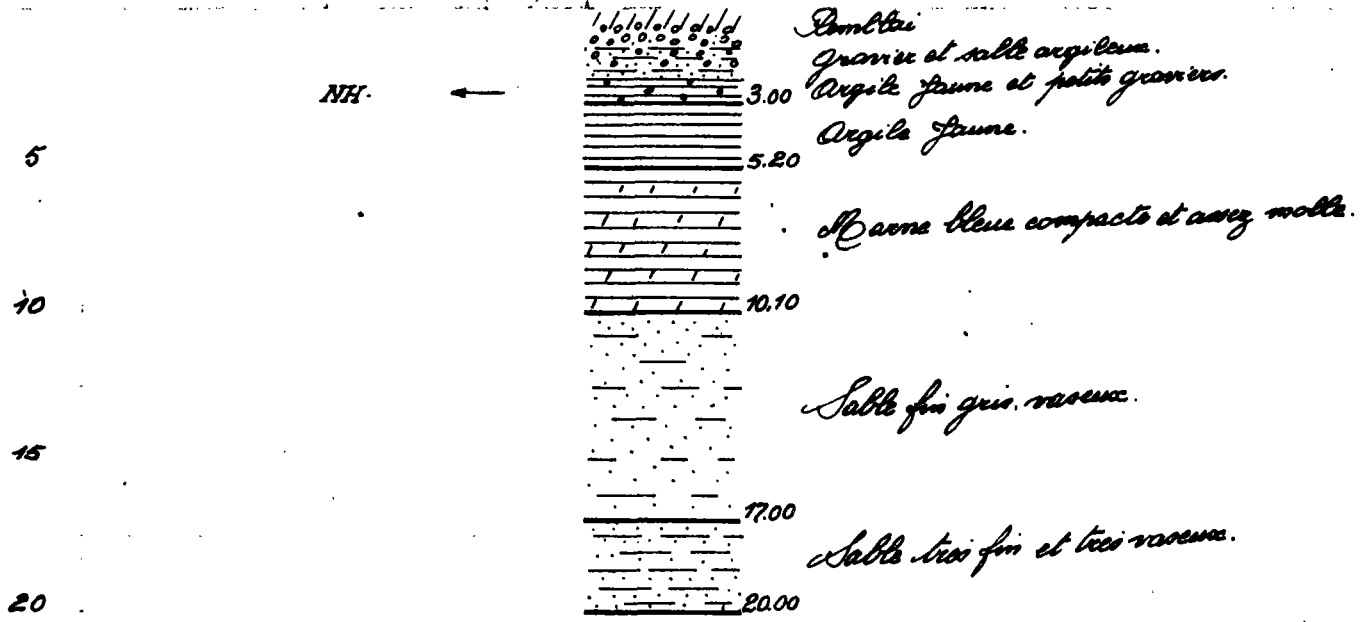 Remblai
Gravier et sable argileux.
NH.
3.00 Argile Jaune et petits graviers.
Argile Jaune.
5
5.20
Marne bleue compacte et assez molle.
10
10.10
Sable fin gris. vaseux.
15
17.00
Sable très fin et très vaseux.
20
20.00